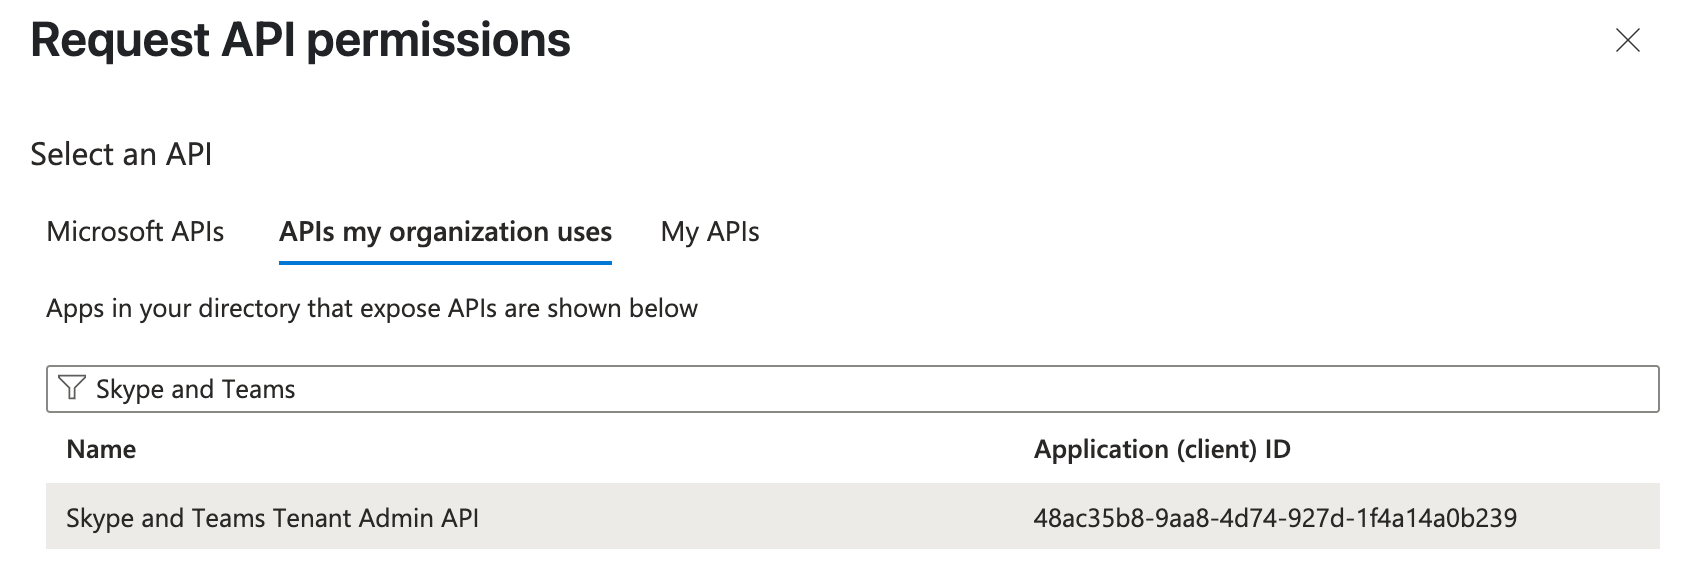 Request API permissions
Select an API
Microsoft APIs APIs my organization uses My APIs
Apps in your directory that expose APIs are shown below
Skype and Teams
Name Application (client) ID
Skype and Teams Tenant Admin API 48ac35b8-9aa8-4d74-927d-1f4a14a0b239